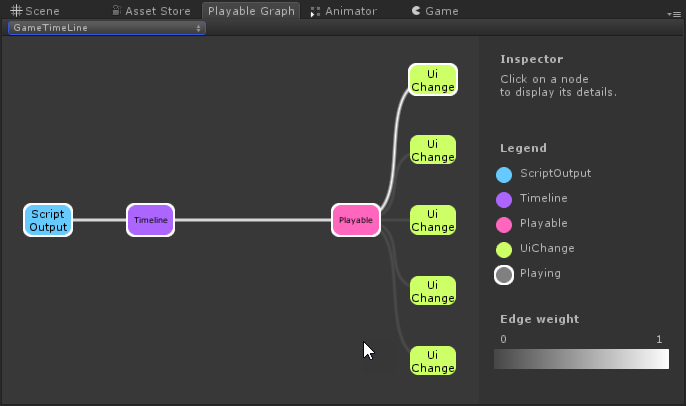 Scene
Asset Store
Playable Graph
Animator
Game
GameTimeLine
Ui
Change
Ui
Change
Ui
Change
Ui
Change
Ui
Change
Script
Output
Timeline
Playable
Inspector
Click on a node
to display its details.
Legend
ScriptOutput
Timeline
Playable
UiChange
Playing
Edge weight
0 1